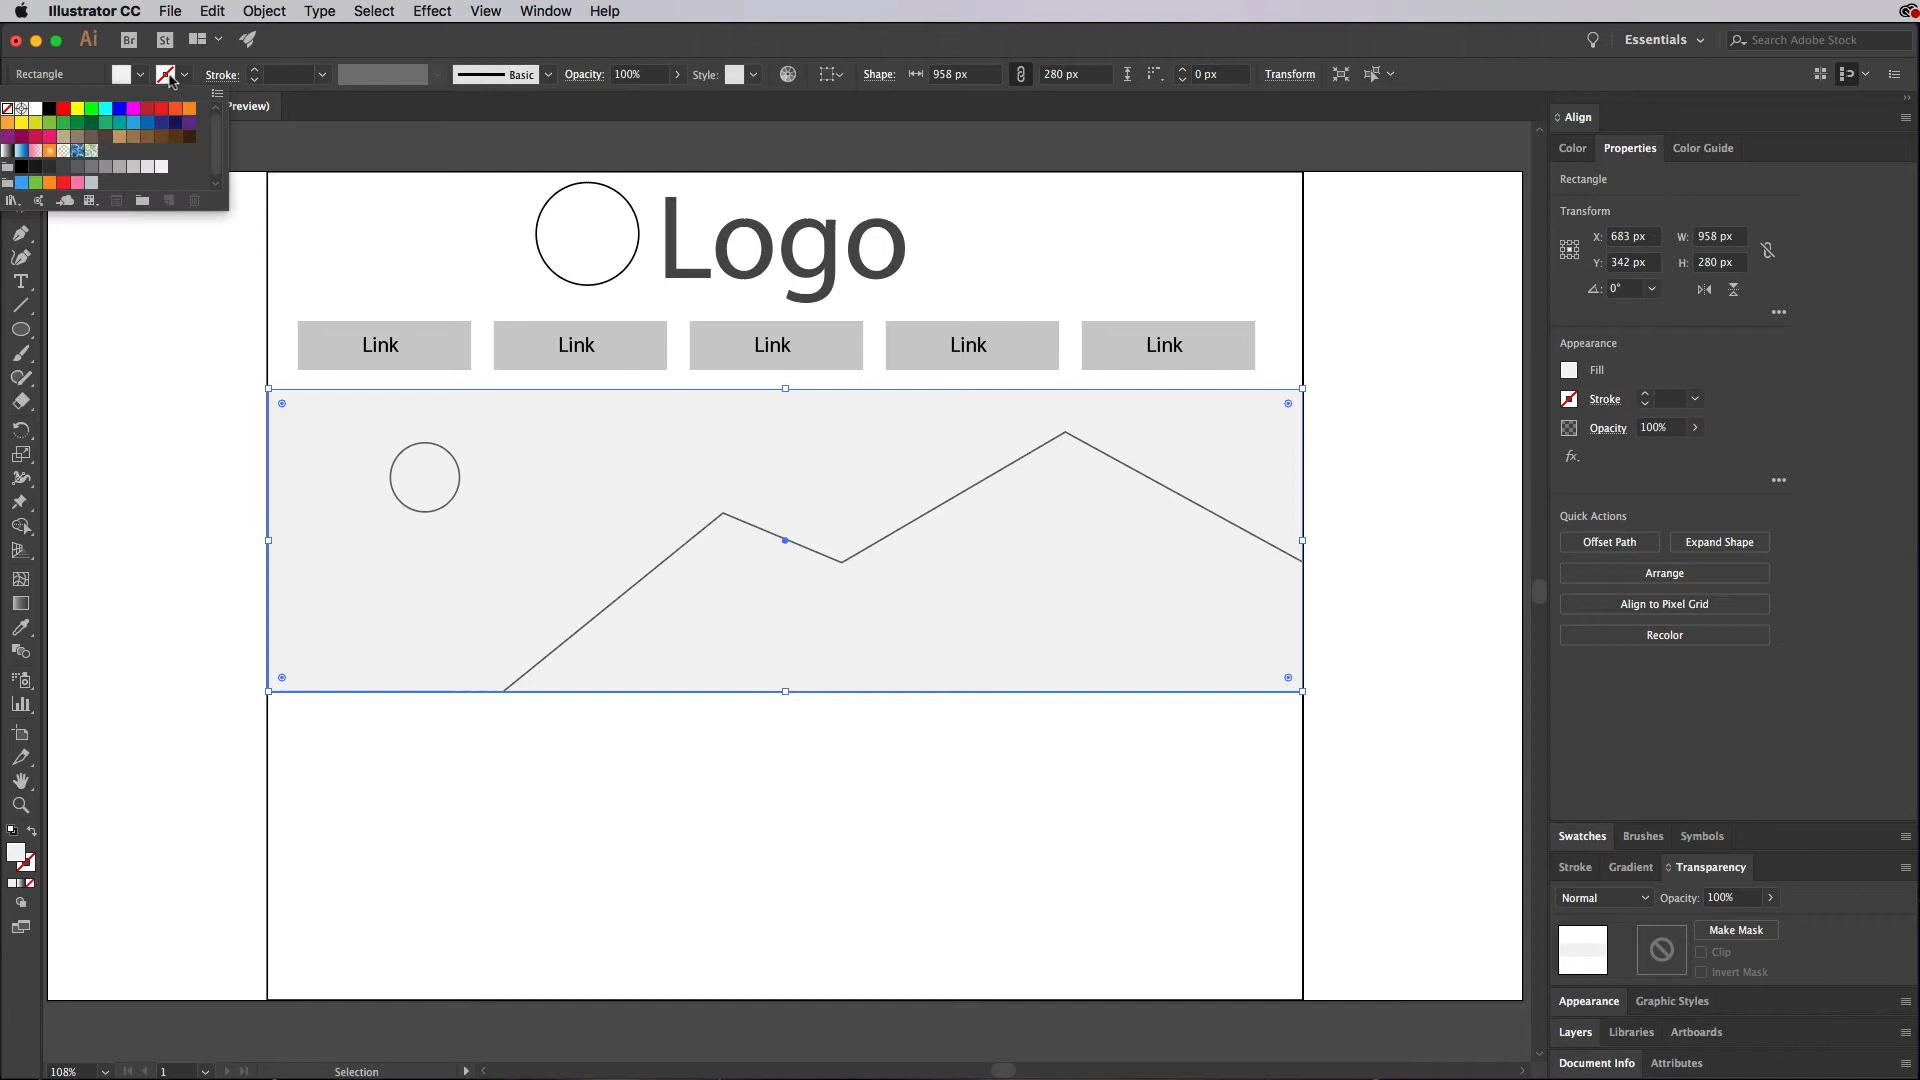 Illustrator CC File Edit Object Type Select Effect View Window Help
Ai Br St Essentials Search Adobe Stock
Rectangle Stroke: Basic Opacity: 100% Style: Shape: 958 px 280 px 0 px Transform
Preview)
Align
Color Properties Color Guide
Rectangle
Transform
X: 683 px W: 958 px
Y: 342 px H: 280 px
0°
Appearance
Fill
Stroke
Opacity 100%
fx.
Quick Actions
Offset Path Expand Shape
Arrange
Align to Pixel Grid
Recolor
Logo
Link Link Link Link Link
Swatches Brushes Symbols
Stroke Gradient Transparency
Normal Opacity: 100%
Make Mask
Clip
Invert Mask
Appearance Graphic Styles
Layers Libraries Artboards
Document Info Attributes
108% 1 Selection